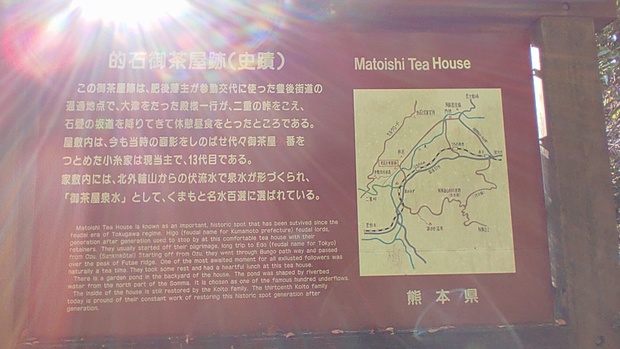 的石御茶屋跡(史蹟)
Matoishi Tea House
この御茶屋跡は、肥後藩主が参勤交代に使った豊後街道の
通過地点で、大津をたった殿様一行が、二重の峠をこえ、
石畳の坂道を降りてきて休憩昼食をとったところである。
屋敷内は、今も当時の面影をしのばせ代々御茶屋 番を
つとめた小糸家は現当主で、13代目である。
家敷内には、北外輪山からの伏流水で泉水が形づくられ、
「御茶屋泉水」として、くまもと名水百選に選ばれている。
Matoishi Tea House is known as an important, historic spot that has been survived since the
feudal era of Tokugawa regime. Higo (feudal name for Kumamoto prefecture) feudal lords,
generation after generation used to stop by at this comfortable tea house with their
retainers. They usually started off their pilgrimage, long trip to Edo (feudal name for Tokyo)
from Ozu. (Sankinkōtai) Starting off from Ozu, they went through Bungo path way and passed
over the peak of Futae ridge. One of the most awaited moment for all exhusted followers was
naturally a tea time. They took some rest and had a heartful lunch at this tea house.
There is a garden pond in the backyard of the house. The pond was shaped by riverbed
water from the north part of the Somma. It is chosen as one of the famous hundred underflows.
The inside of the house is still restored by the Koito family. The thirteenth Koito family
today is ground of their constant work of restoring this historic spot generation after
generation.
熊本県